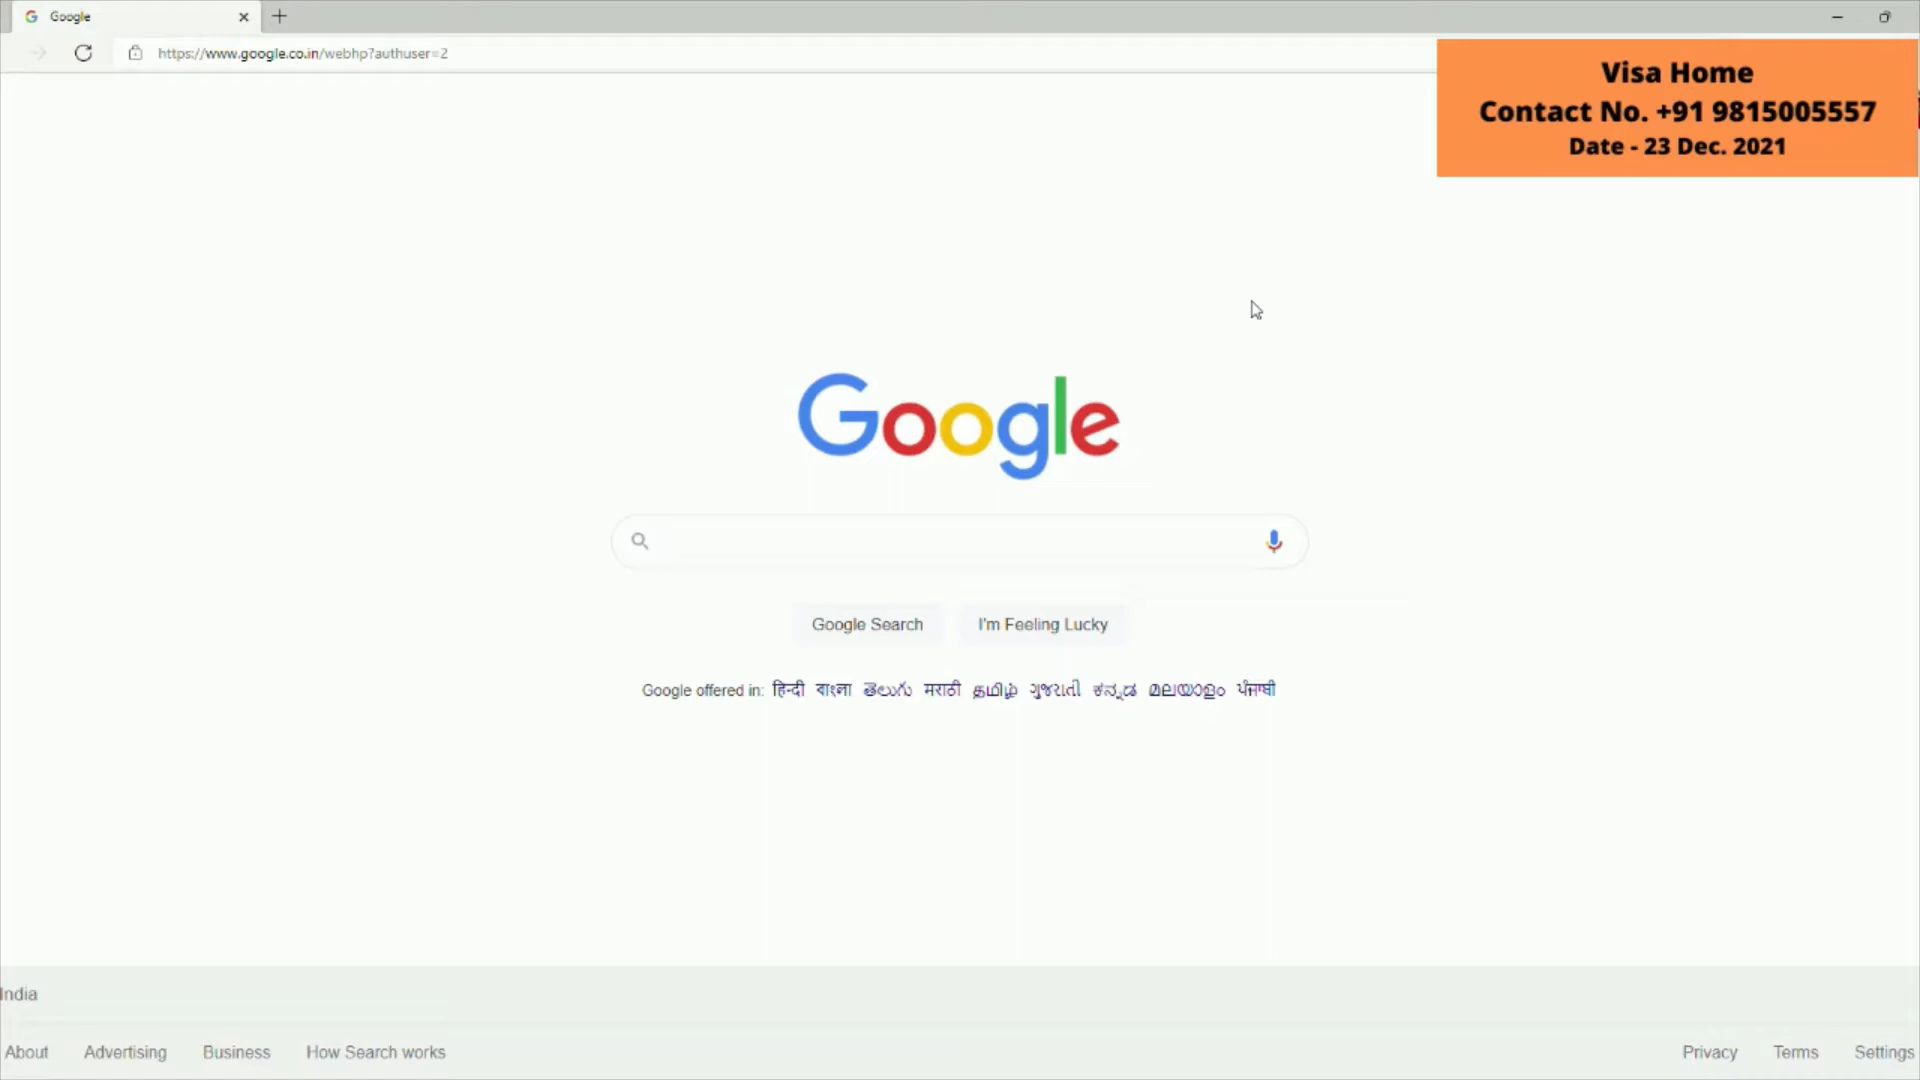 Google
https://www.google.co.in/webhp?authuser=2
Visa Home
Contact No. +91 9815005557
Date - 23 Dec. 2021
Google
Google Search
I'm Feeling Lucky
Google offered in: हिन्दी বাংলা తెలుగు मराठी தமிழ் ગુજરાતી ಕನ್ನಡ മലയാളം ਪੰਜਾਬੀ
India
About Advertising Business How Search works Privacy Terms Settings